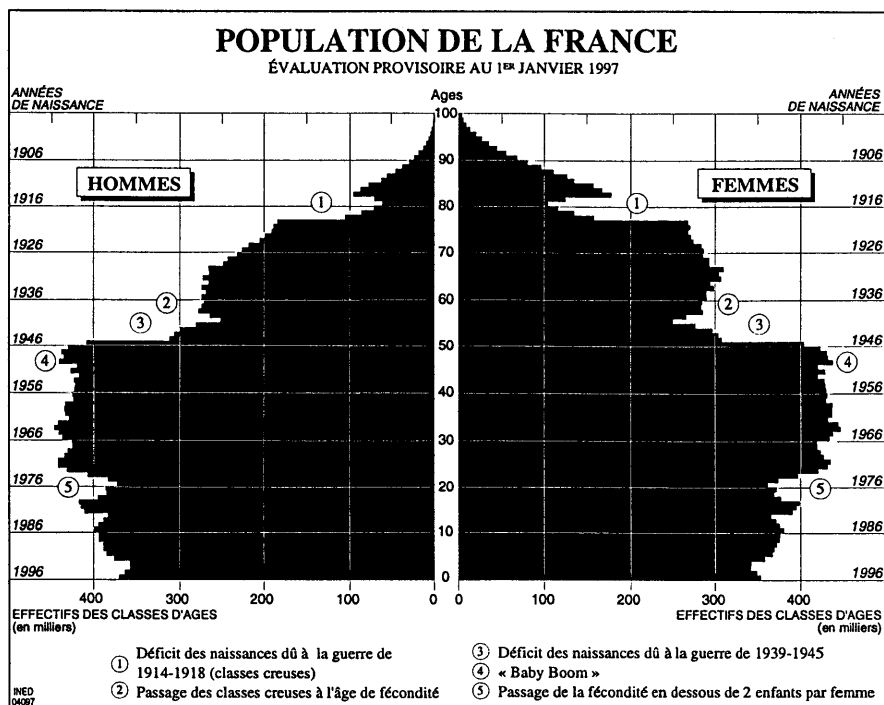 POPULATION DE LA FRANCE
ÉVALUATION PROVISOIRE AU 1ER JANVIER 1997
ANNÉES
DE NAISSANCE
Ages
ANNÉES
DE NAISSANCE
100
1906
90
1906
HOMMES
FEMMES
1916
①
80
①
1916
1926
70
1926
1936
②
60
②
1936
③
③
1946
50
1946
④
④
1956
40
1956
1966
30
1966
1976
⑤
20
⑤
1976
1986
10
1986
1996
0
1996
400 300 200 100 0 0 100 200 300 400
EFFECTIFS DES CLASSES D'AGES
(en milliers)
EFFECTIFS DES CLASSES D'AGES
(en milliers)
① Déficit des naissances dû à la guerre de
1914-1918 (classes creuses)
② Passage des classes creuses à l'âge de fécondité
③ Déficit des naissances dû à la guerre de 1939-1945
④ « Baby Boom »
⑤ Passage de la fécondité en dessous de 2 enfants par femme
INED
04097